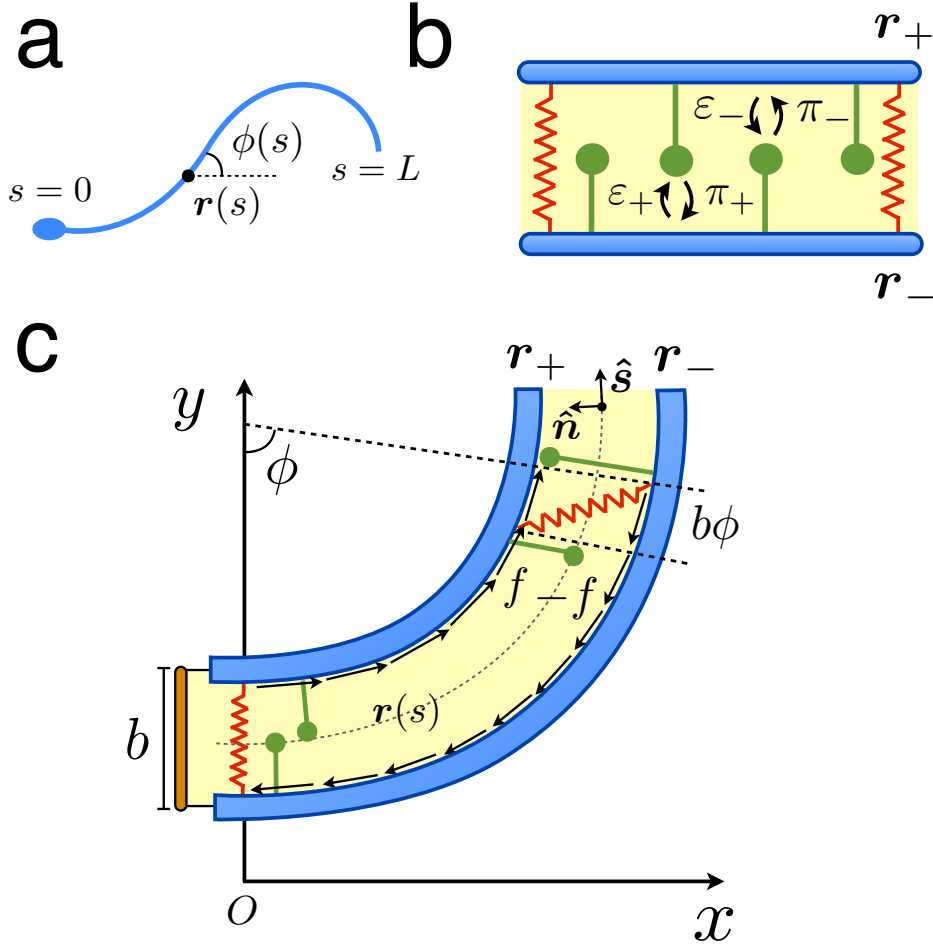 a
ϕ(s)
s = 0
r(s)
s = L
b
r₊
ε₋ π₋
ε₊ π₊
r₋
c
r₊ r₋
y
ŝ
n̂
ϕ
bϕ
f −f
r(s)
b
O
x